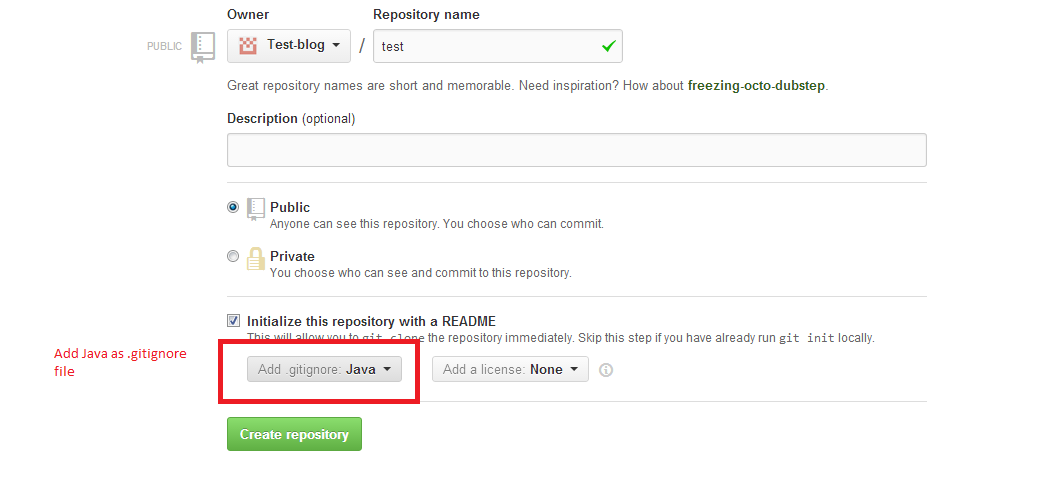 Owner Repository name
PUBLIC Test-blog / test
Great repository names are short and memorable. Need inspiration? How about freezing-octo-dubstep.
Description (optional)
Public
Anyone can see this repository. You choose who can commit.
Private
You choose who can see and commit to this repository.
Initialize this repository with a README
This will allow you to git clone the repository immediately. Skip this step if you have already run git init locally.
Add Java as .gitignore
file
Add .gitignore: Java Add a license: None
Create repository